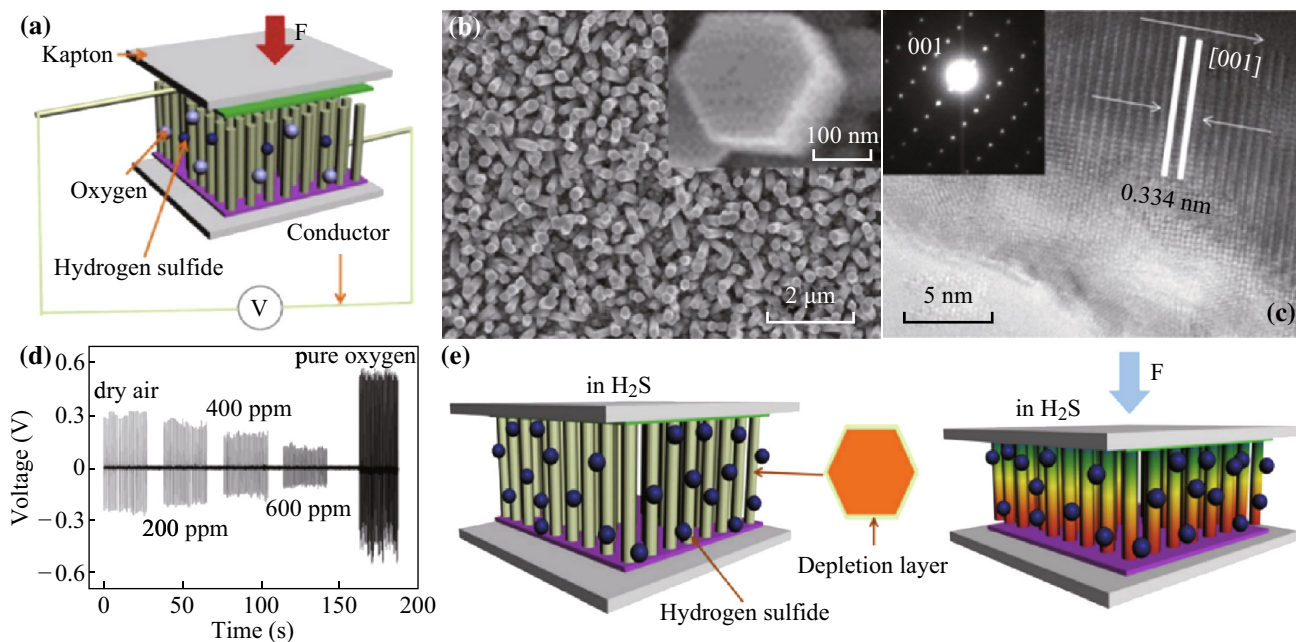 (a)
F
Kapton
Oxygen
Hydrogen sulfide
Conductor
V
(b)
100 nm
2 μm
001
[001]
0.334 nm
5 nm
(c)
(d)
0.6
0.3
0
−0.3
−0.6
Voltage (V)
dry air
200 ppm
400 ppm
600 ppm
pure oxygen
0
50
100
150
200
Time (s)
(e)
in H₂S
Depletion layer
Hydrogen sulfide
F
in H₂S